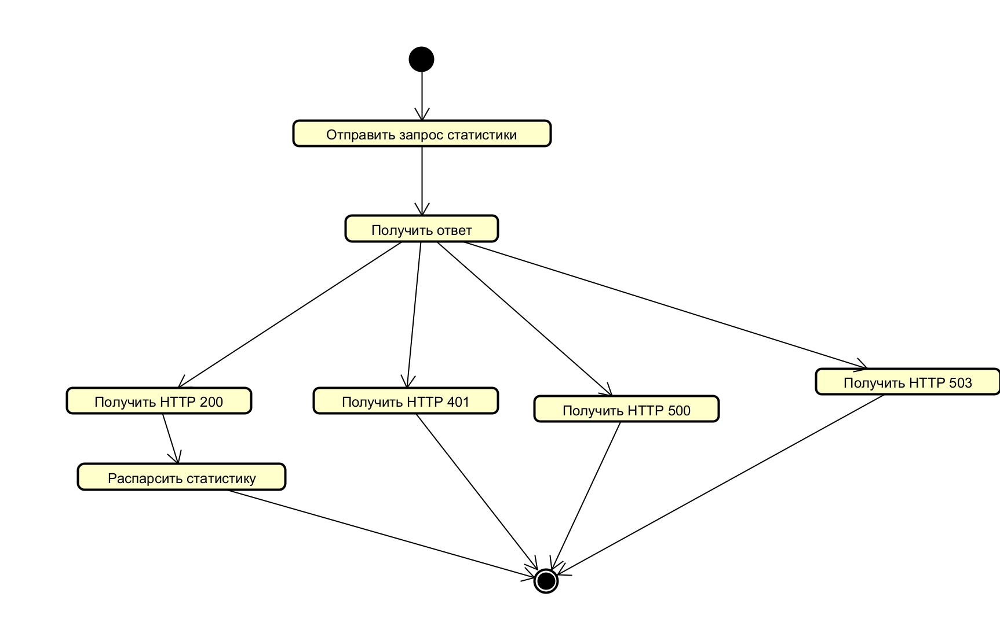 Отправить запрос статистики
Получить ответ
Получить HTTP 200
Получить HTTP 401
Получить HTTP 500
Получить HTTP 503
Распарсить статистику